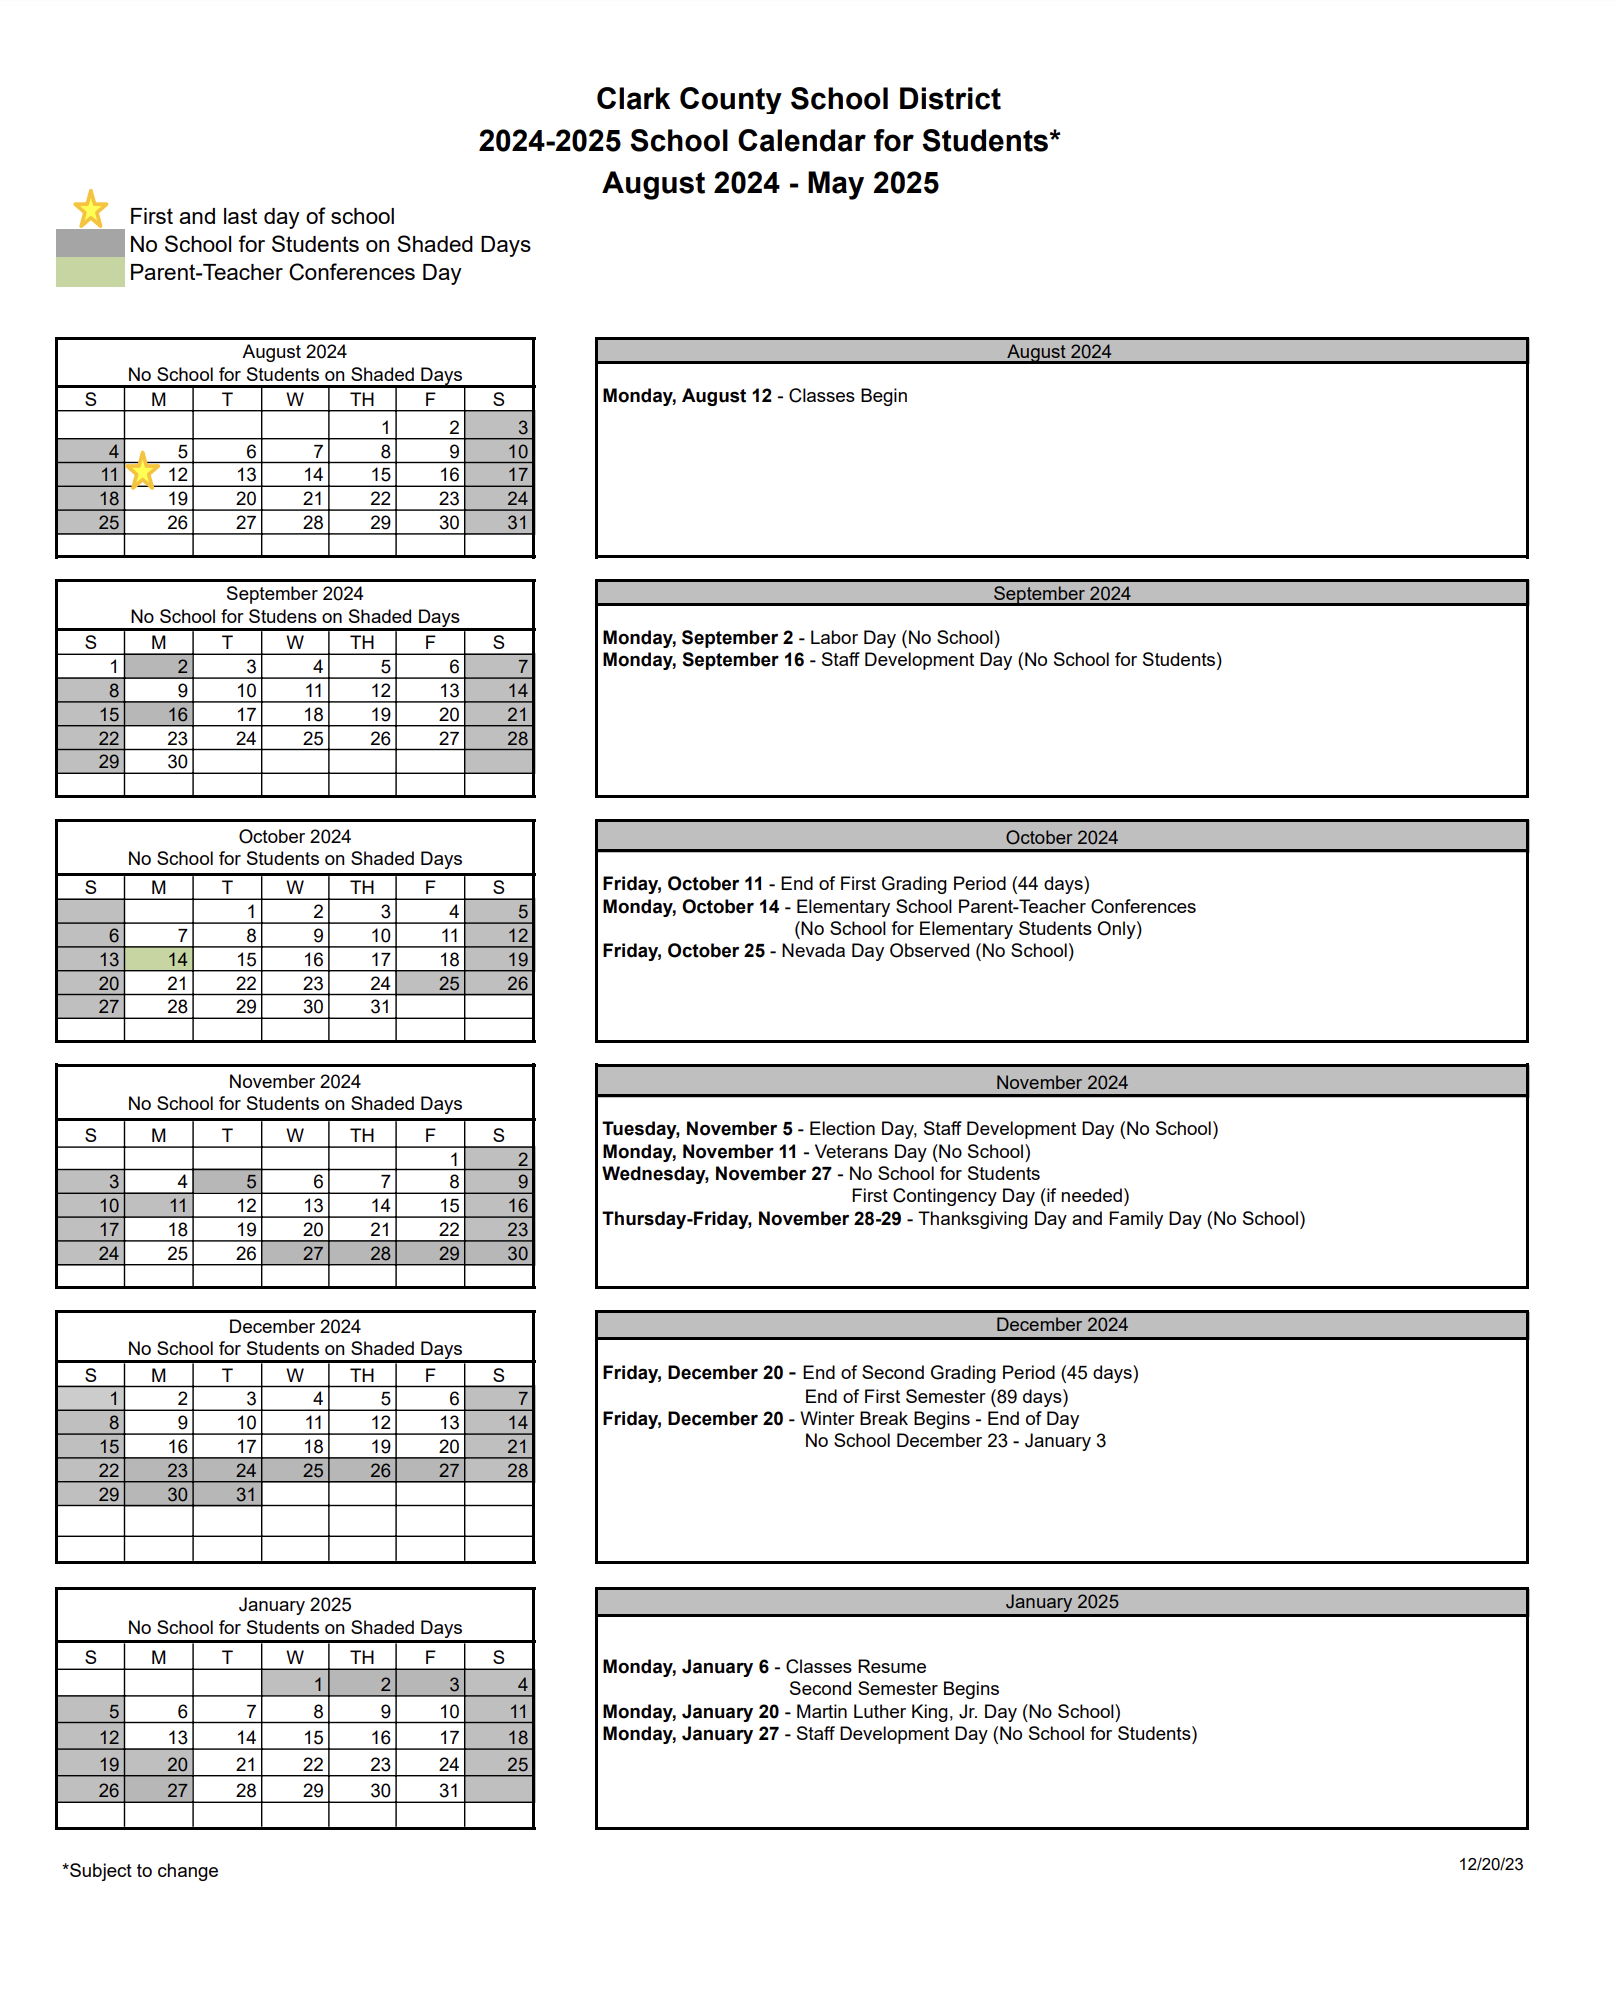 Clark County School District
2024-2025 School Calendar for Students*
August 2024 - May 2025
First and last day of school
No School for Students on Shaded Days
Parent-Teacher Conferences Day
August 2024
No School for Students on Shaded Days
S M T W TH F S
1 2 3
4 5 6 7 8 9 10
11 12 13 14 15 16 17
18 19 20 21 22 23 24
25 26 27 28 29 30 31
August 2024
Monday, August 12 - Classes Begin
September 2024
No School for Studens on Shaded Days
S M T W TH F S
1 2 3 4 5 6 7
8 9 10 11 12 13 14
15 16 17 18 19 20 21
22 23 24 25 26 27 28
29 30
September 2024
Monday, September 2 - Labor Day (No School)
Monday, September 16 - Staff Development Day (No School for Students)
October 2024
No School for Students on Shaded Days
S M T W TH F S
1 2 3 4 5
6 7 8 9 10 11 12
13 14 15 16 17 18 19
20 21 22 23 24 25 26
27 28 29 30 31
October 2024
Friday, October 11 - End of First Grading Period (44 days)
Monday, October 14 - Elementary School Parent-Teacher Conferences
(No School for Elementary Students Only)
Friday, October 25 - Nevada Day Observed (No School)
November 2024
No School for Students on Shaded Days
S M T W TH F S
1 2
3 4 5 6 7 8 9
10 11 12 13 14 15 16
17 18 19 20 21 22 23
24 25 26 27 28 29 30
November 2024
Tuesday, November 5 - Election Day, Staff Development Day (No School)
Monday, November 11 - Veterans Day (No School)
Wednesday, November 27 - No School for Students
First Contingency Day (if needed)
Thursday-Friday, November 28-29 - Thanksgiving Day and Family Day (No School)
December 2024
No School for Students on Shaded Days
S M T W TH F S
1 2 3 4 5 6 7
8 9 10 11 12 13 14
15 16 17 18 19 20 21
22 23 24 25 26 27 28
29 30 31
December 2024
Friday, December 20 - End of Second Grading Period (45 days)
End of First Semester (89 days)
Friday, December 20 - Winter Break Begins - End of Day
No School December 23 - January 3
January 2025
No School for Students on Shaded Days
S M T W TH F S
1 2 3 4
5 6 7 8 9 10 11
12 13 14 15 16 17 18
19 20 21 22 23 24 25
26 27 28 29 30 31
January 2025
Monday, January 6 - Classes Resume
Second Semester Begins
Monday, January 20 - Martin Luther King, Jr. Day (No School)
Monday, January 27 - Staff Development Day (No School for Students)
*Subject to change
12/20/23